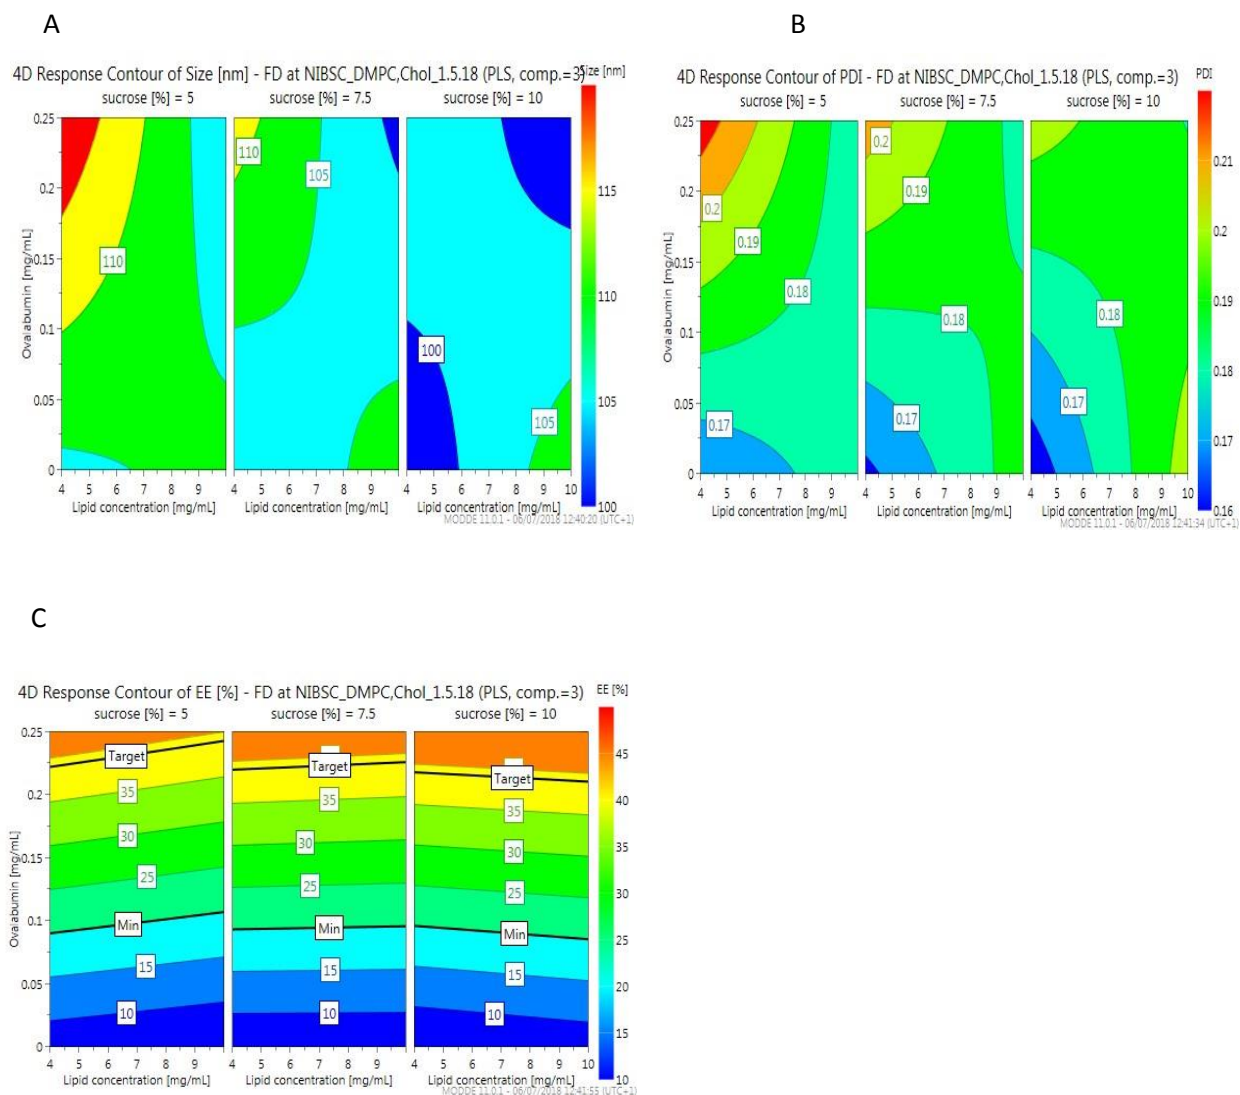 A
B
4D Response Contour of Size [nm] - FD at NIBSC_DMPC,Chol_1.5.18 (PLS, comp.=3)
Size [nm]
sucrose [%] = 5
sucrose [%] = 7.5
sucrose [%] = 10
0.25
0.2
0.15
0.1
0.05
0
Ovalabumin [mg/mL]
110
110
105
100
105
4 5 6 7 8 9
4 5 6 7 8 9
4 5 6 7 8 9 10
Lipid concentration [mg/mL]
Lipid concentration [mg/mL]
Lipid concentration [mg/mL]
115
110
105
100
MODDE 11.0.1 - 06/07/2018 12:40:20 (UTC+1)
4D Response Contour of PDI - FD at NIBSC_DMPC,Chol_1.5.18 (PLS, comp.=3)
PDI
sucrose [%] = 5
sucrose [%] = 7.5
sucrose [%] = 10
0.25
0.2
0.15
0.1
0.05
0
Ovalabumin [mg/mL]
0.2
0.19
0.18
0.17
0.2
0.19
0.18
0.17
0.18
0.17
4 5 6 7 8 9
4 5 6 7 8 9
4 5 6 7 8 9 10
Lipid concentration [mg/mL]
Lipid concentration [mg/mL]
Lipid concentration [mg/mL]
0.21
0.2
0.19
0.18
0.17
0.16
MODDE 11.0.1 - 06/07/2018 12:41:34 (UTC+1)
C
4D Response Contour of EE [%] - FD at NIBSC_DMPC,Chol_1.5.18 (PLS, comp.=3)
EE [%]
sucrose [%] = 5
sucrose [%] = 7.5
sucrose [%] = 10
0.25
0.2
0.15
0.1
0.05
0
Ovalabumin [mg/mL]
Target
35
30
25
Min
15
10
Target
35
30
25
Min
15
10
Target
35
30
25
Min
15
10
4 5 6 7 8 9
4 5 6 7 8 9
4 5 6 7 8 9 10
Lipid concentration [mg/mL]
Lipid concentration [mg/mL]
Lipid concentration [mg/mL]
45
40
35
30
25
20
15
10
MODDE 11.0.1 - 06/07/2018 12:41:55 (UTC+1)